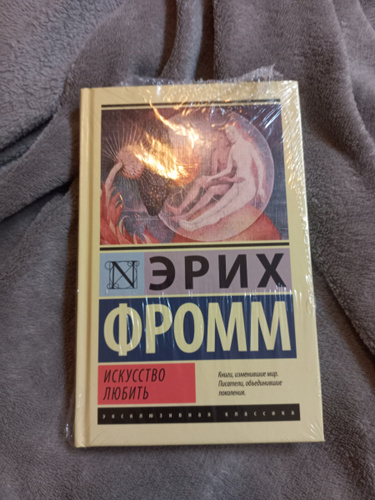 N
ЭРИХ
ФРОММ
ИСКУССТВО
ЛЮБИТЬ
Книги, изменившие мир.
Писатели, объединившие
поколения.
ЭКСКЛЮЗИВНАЯ КЛАССИКА